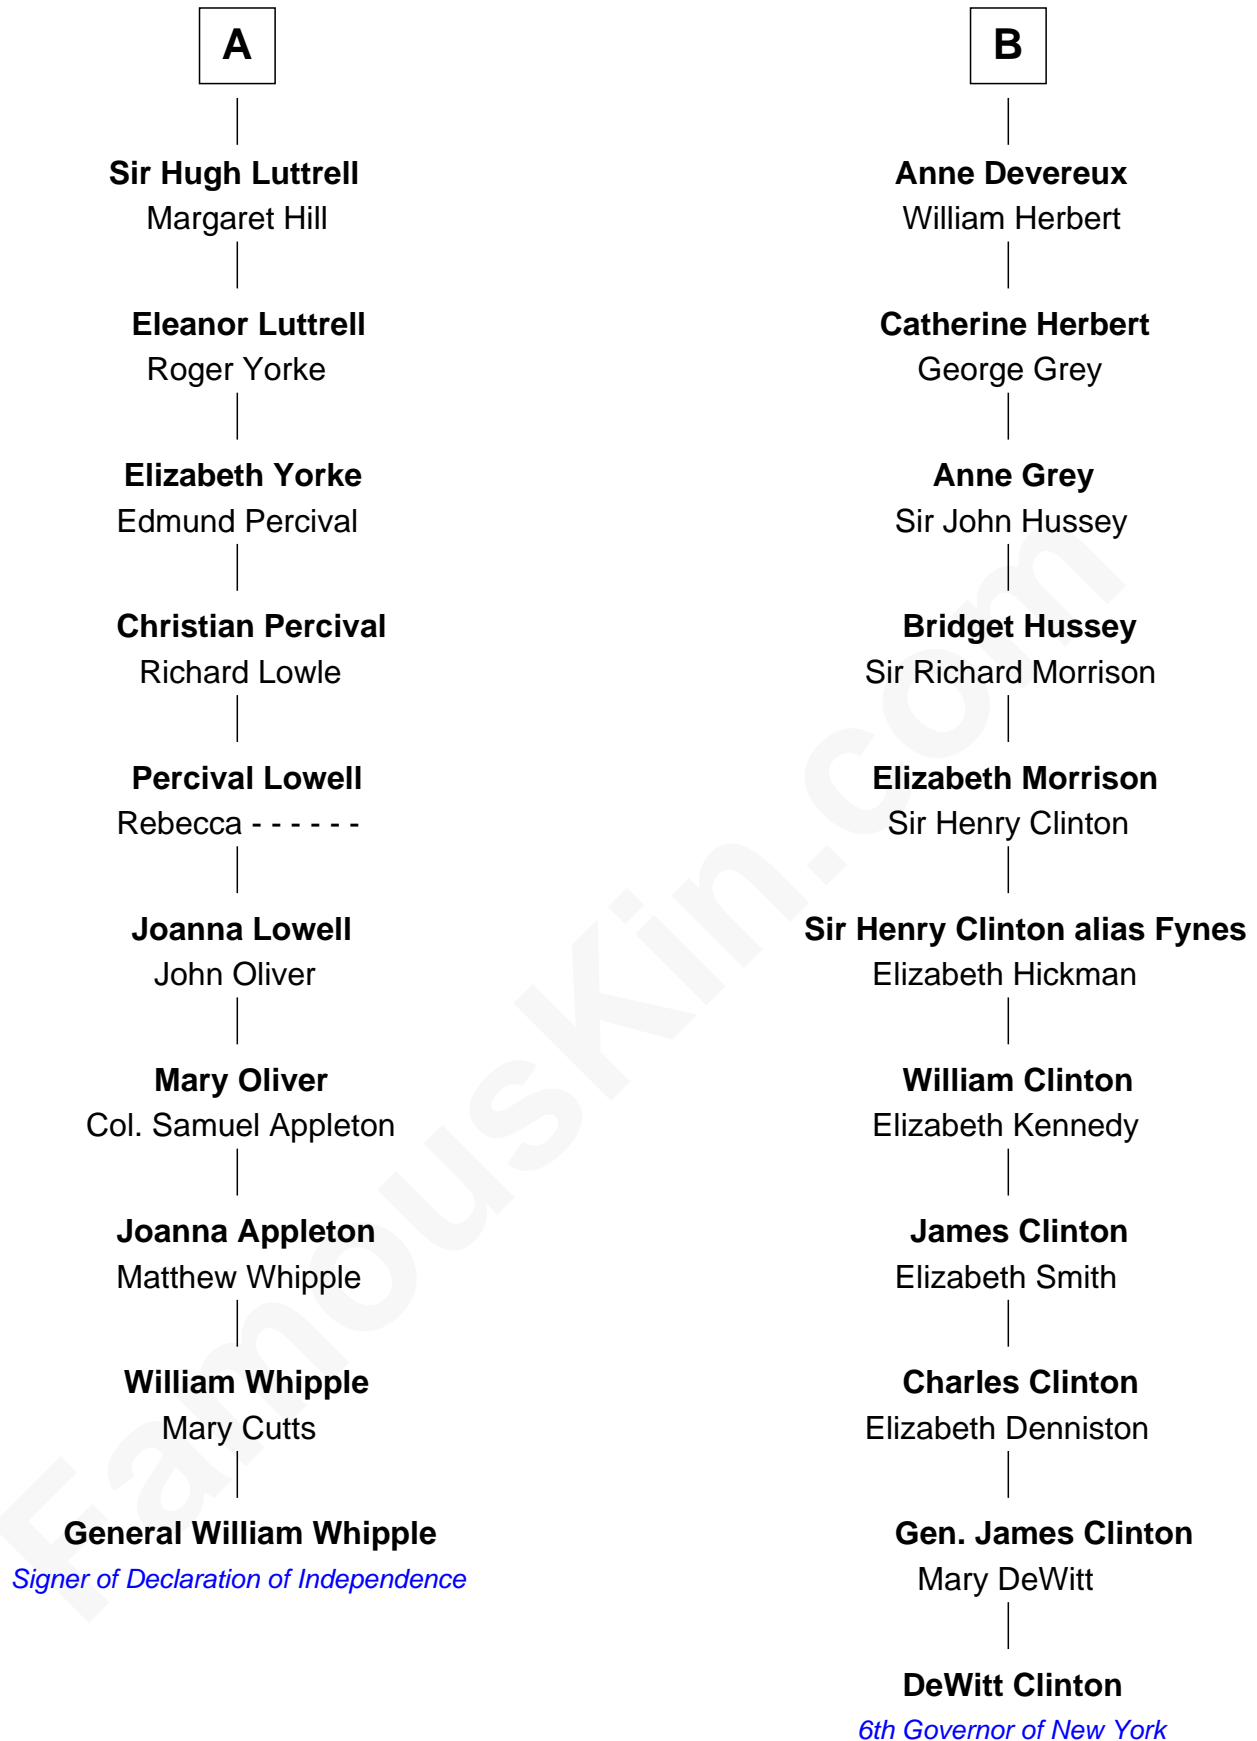 A
Sir Hugh Luttrell
Margaret Hill
Eleanor Luttrell
Roger Yorke
Elizabeth Yorke
Edmund Percival
Christian Percival
Richard Lowle
Percival Lowell
Rebecca - - - - - -
Joanna Lowell
John Oliver
Mary Oliver
Col. Samuel Appleton
Joanna Appleton
Matthew Whipple
William Whipple
Mary Cutts
General William Whipple
Signer of Declaration of Independence
B
Anne Devereux
William Herbert
Catherine Herbert
George Grey
Anne Grey
Sir John Hussey
Bridget Hussey
Sir Richard Morrison
Elizabeth Morrison
Sir Henry Clinton
Sir Henry Clinton alias Fynes
Elizabeth Hickman
William Clinton
Elizabeth Kennedy
James Clinton
Elizabeth Smith
Charles Clinton
Elizabeth Denniston
Gen. James Clinton
Mary DeWitt
DeWitt Clinton
6th Governor of New York
FamousKin.com